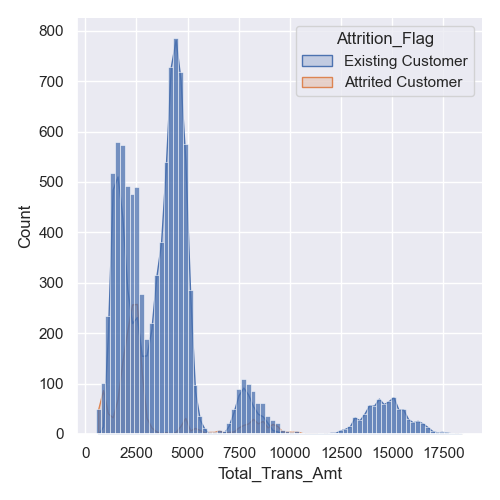 Attrition_Flag
Existing Customer
Attrited Customer
Count
800
700
600
500
400
300
200
100
0
0 2500 5000 7500 10000 12500 15000 17500
Total_Trans_Amt